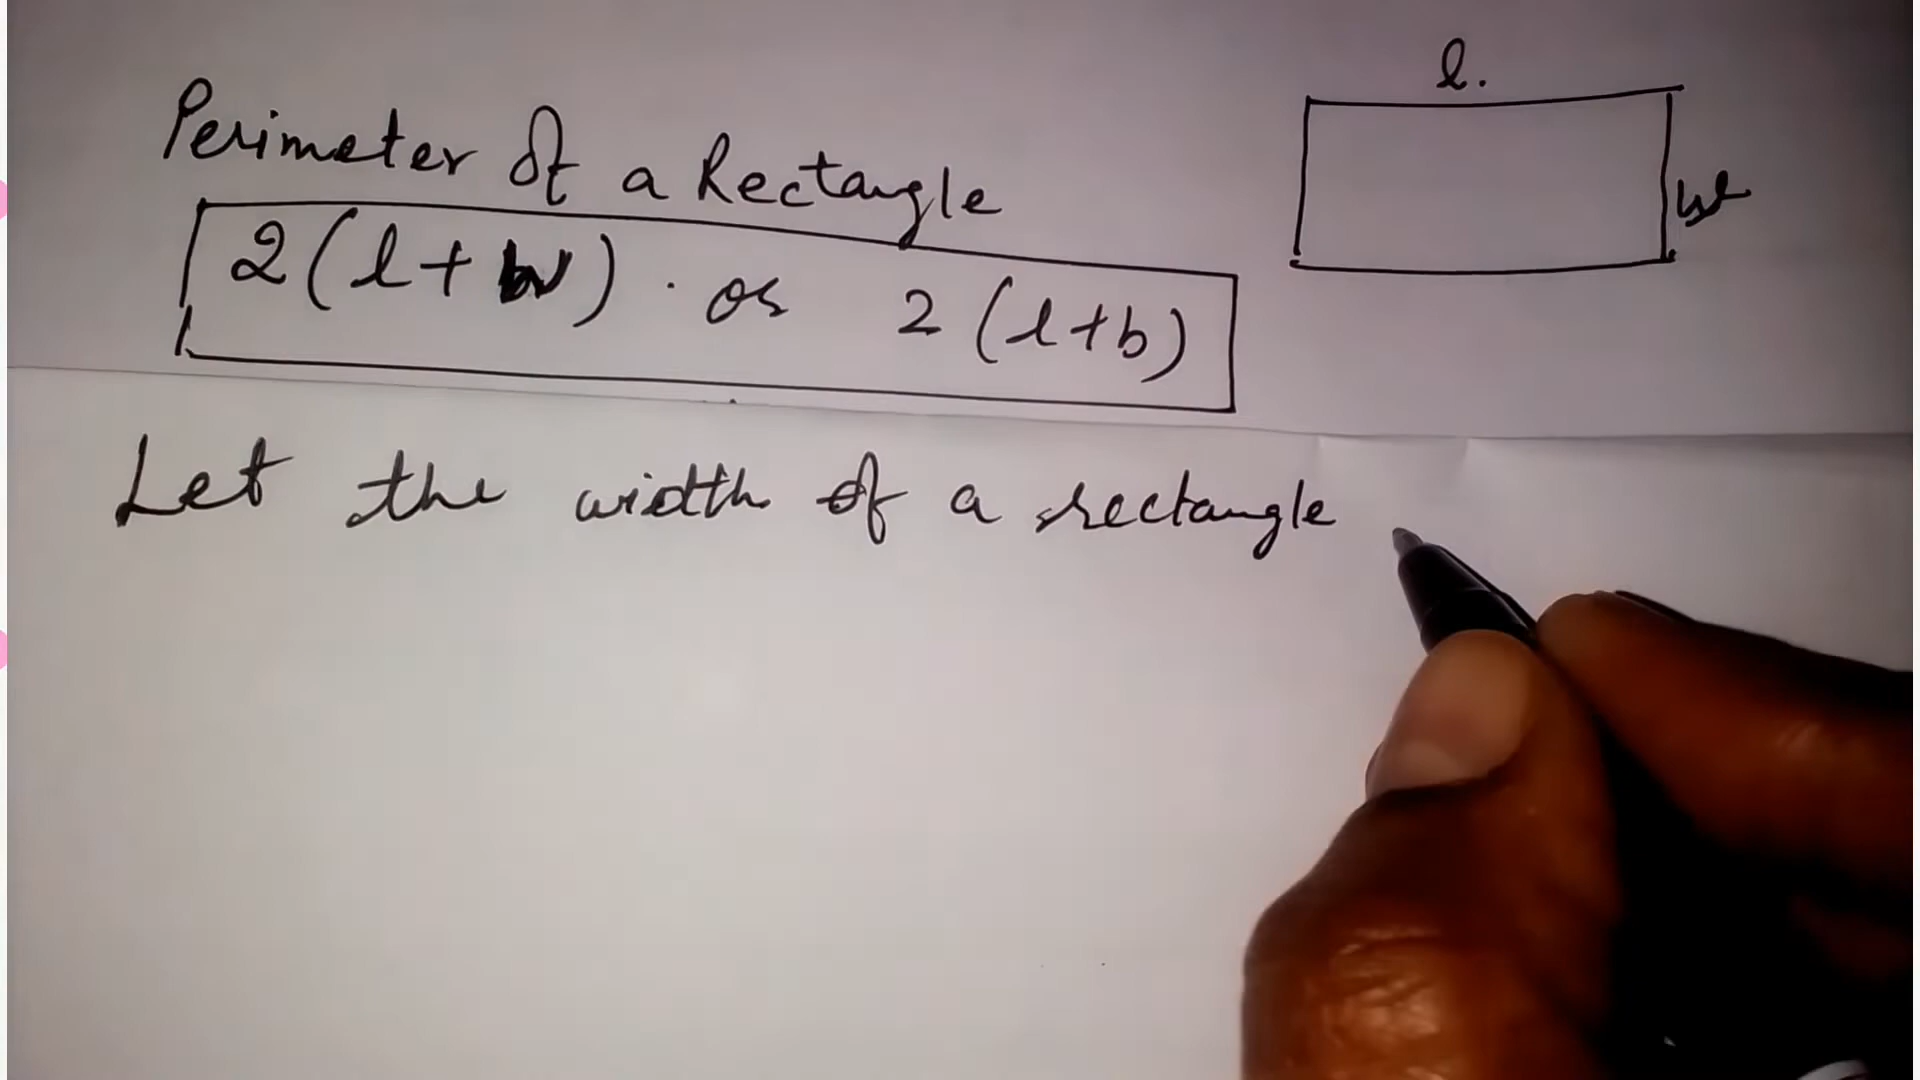 l.
Perimeter of a Rectangle
w
2(l+w) . or 2(l+b)
Let the width of a rectangle